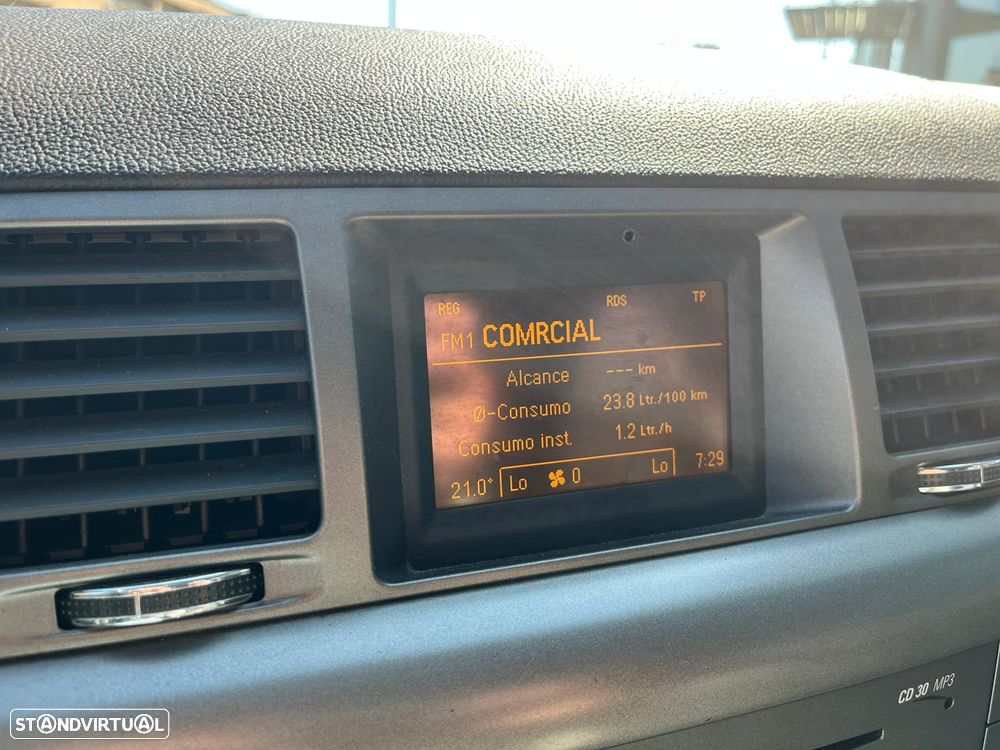 REG RDS TP
FM1 COMRCIAL
Alcance --- km
Ø-Consumo 23.8 Ltr./100 km
Consumo inst. 1.2 Ltr./h
21.0° Lo 0 Lo 7:29
CD 30 MP3
STANDVIRTUAL